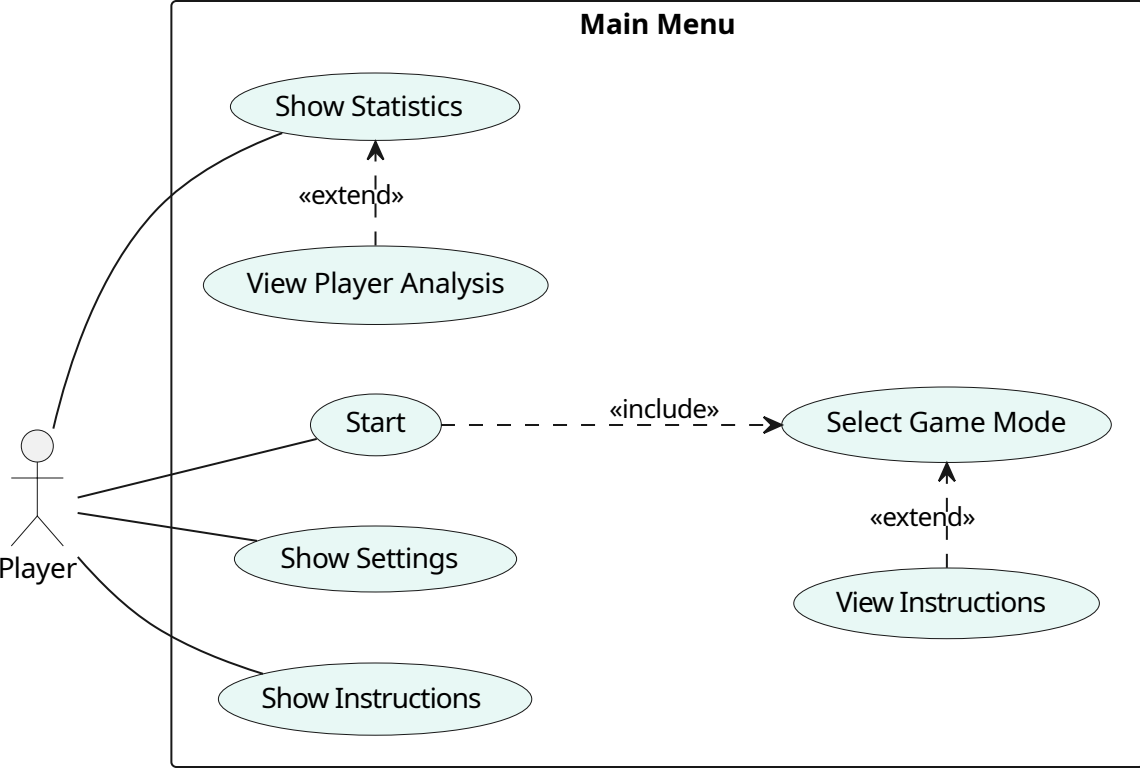 Main Menu
Show Statistics
«extend»
View Player Analysis
Start
«include»
Select Game Mode
«extend»
Show Settings
Player
View Instructions
Show Instructions